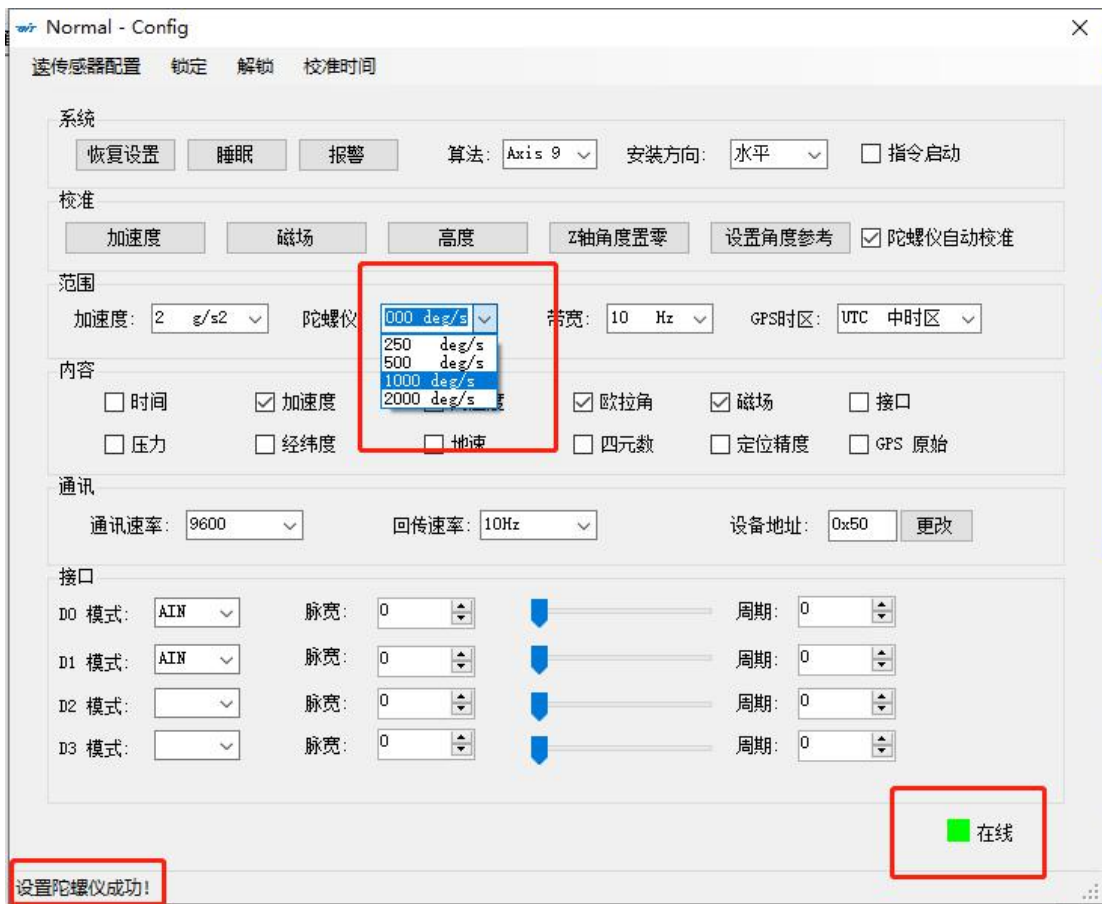 Normal - Config
读传感器配置 锁定 解锁 校准时间
系统
恢复设置 睡眠 报警 算法: Axis 9 安装方向: 水平 指令启动
校准
加速度 磁场 高度 Z轴角度置零 设置角度参考 陀螺仪自动校准
范围
加速度: 2 g/s2 陀螺仪 000 deg/s 带宽: 10 Hz GPS时区: UTC 中时区
250 deg/s
500 deg/s
1000 deg/s
2000 deg/s
内容
时间 加速度 欧拉角 磁场 接口
压力 经纬度 地速 四元数 定位精度 GPS 原始
通讯
通讯速率: 9600 回传速率: 10Hz 设备地址: 0x50 更改
接口
D0 模式: AIN 脉宽: 0 周期: 0
D1 模式: AIN 脉宽: 0 周期: 0
D2 模式: 脉宽: 0 周期: 0
D3 模式: 脉宽: 0 周期: 0
在线
设置陀螺仪成功!